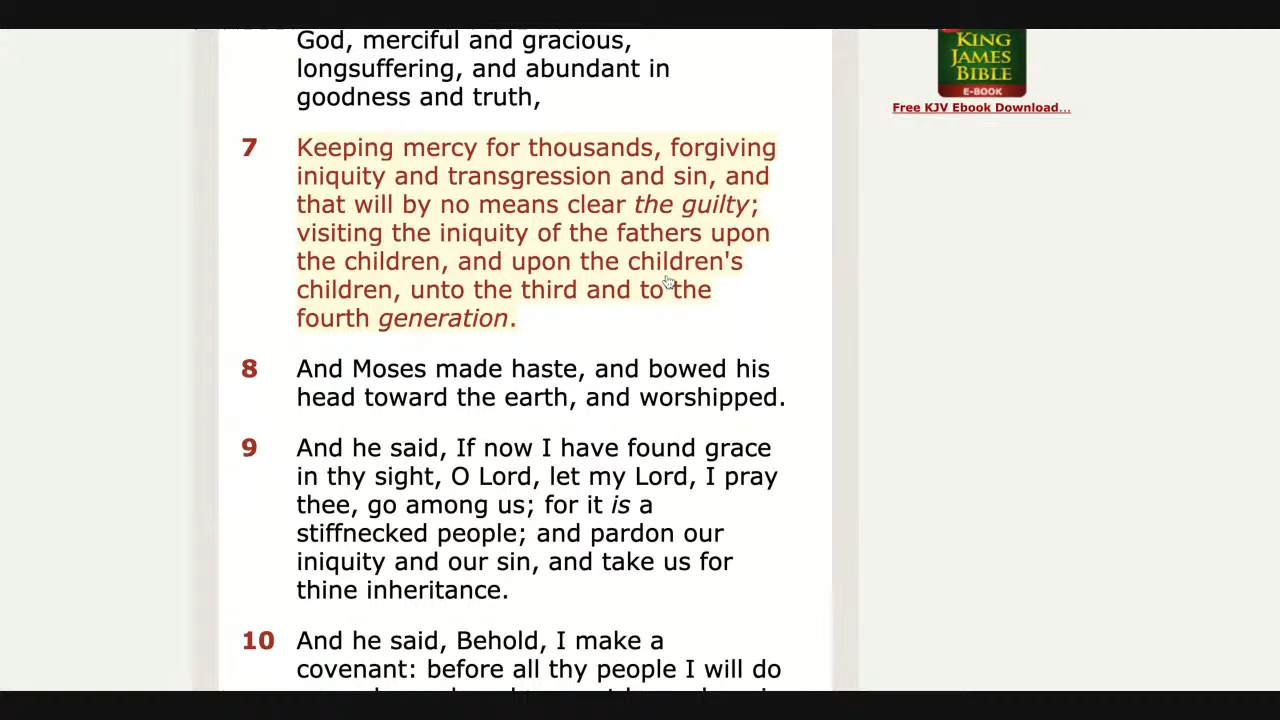 God, merciful and gracious,
longsuffering, and abundant in
goodness and truth,
7 Keeping mercy for thousands, forgiving
iniquity and transgression and sin, and
that will by no means clear the guilty;
visiting the iniquity of the fathers upon
the children, and upon the children's
children, unto the third and to the
fourth generation.
8 And Moses made haste, and bowed his
head toward the earth, and worshipped.
9 And he said, If now I have found grace
in thy sight, O Lord, let my Lord, I pray
thee, go among us; for it is a
stiffnecked people; and pardon our
iniquity and our sin, and take us for
thine inheritance.
10 And he said, Behold, I make a
covenant: before all thy people I will do
KING
JAMES
BIBLE
E-BOOK
Free KJV Ebook Download...